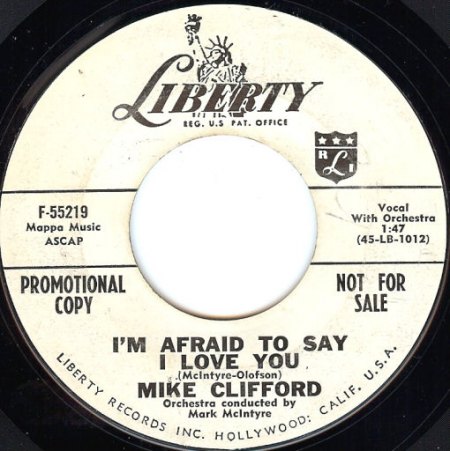 LIBERTY
REG. U S PAT. OFFICE
R L I
F-55219
Mappa Music
ASCAP
Vocal
With Orchestra
1:47
(45-LB-1012)
PROMOTIONAL
COPY
NOT FOR
SALE
I'M AFRAID TO SAY
I LOVE YOU
(McIntyre-Olofson)
MIKE CLIFFORD
Orchestra conducted by
Mark McIntyre
LIBERTY RECORDS INC. HOLLYWOOD: CALIF. U.S.A.